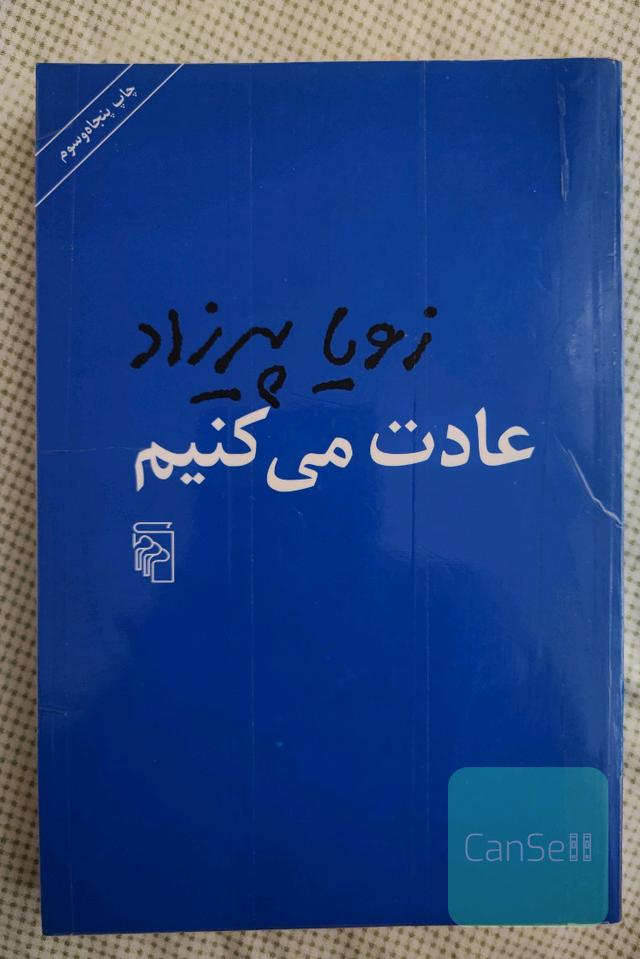 چاپ پنجاه‌وسوم
زویا پیرزاد
عادت می‌کنیم
CanSell